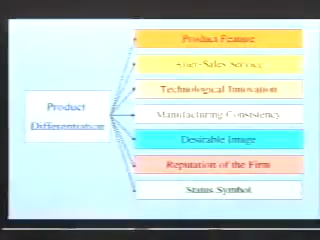 Product
Differentiation
Product Feature
After-Sales Service
Technological Innovation
Manufacturing Consistency
Desirable Image
Reputation of the Firm
Status Symbol